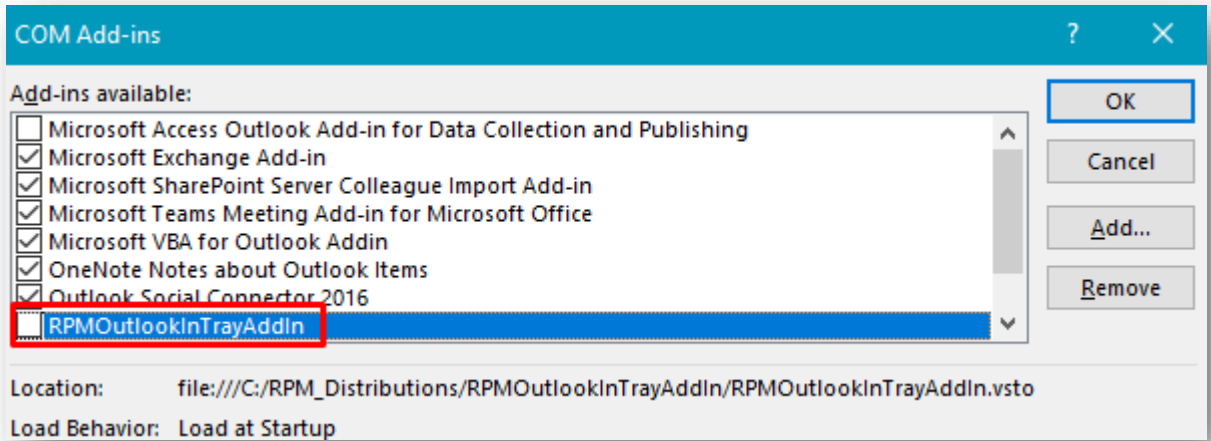 COM Add-ins
?
Add-ins available:
Microsoft Access Outlook Add-in for Data Collection and Publishing
Microsoft Exchange Add-in
Microsoft SharePoint Server Colleague Import Add-in
Microsoft Teams Meeting Add-in for Microsoft Office
Microsoft VBA for Outlook Addin
OneNote Notes about Outlook Items
Outlook Social Connector 2016
RPMOutlookInTrayAddIn
OK
Cancel
Add...
Remove
Location: file:///C:/RPM_Distributions/RPMOutlookInTrayAddIn/RPMOutlookInTrayAddIn.vsto
Load Behavior: Load at Startup